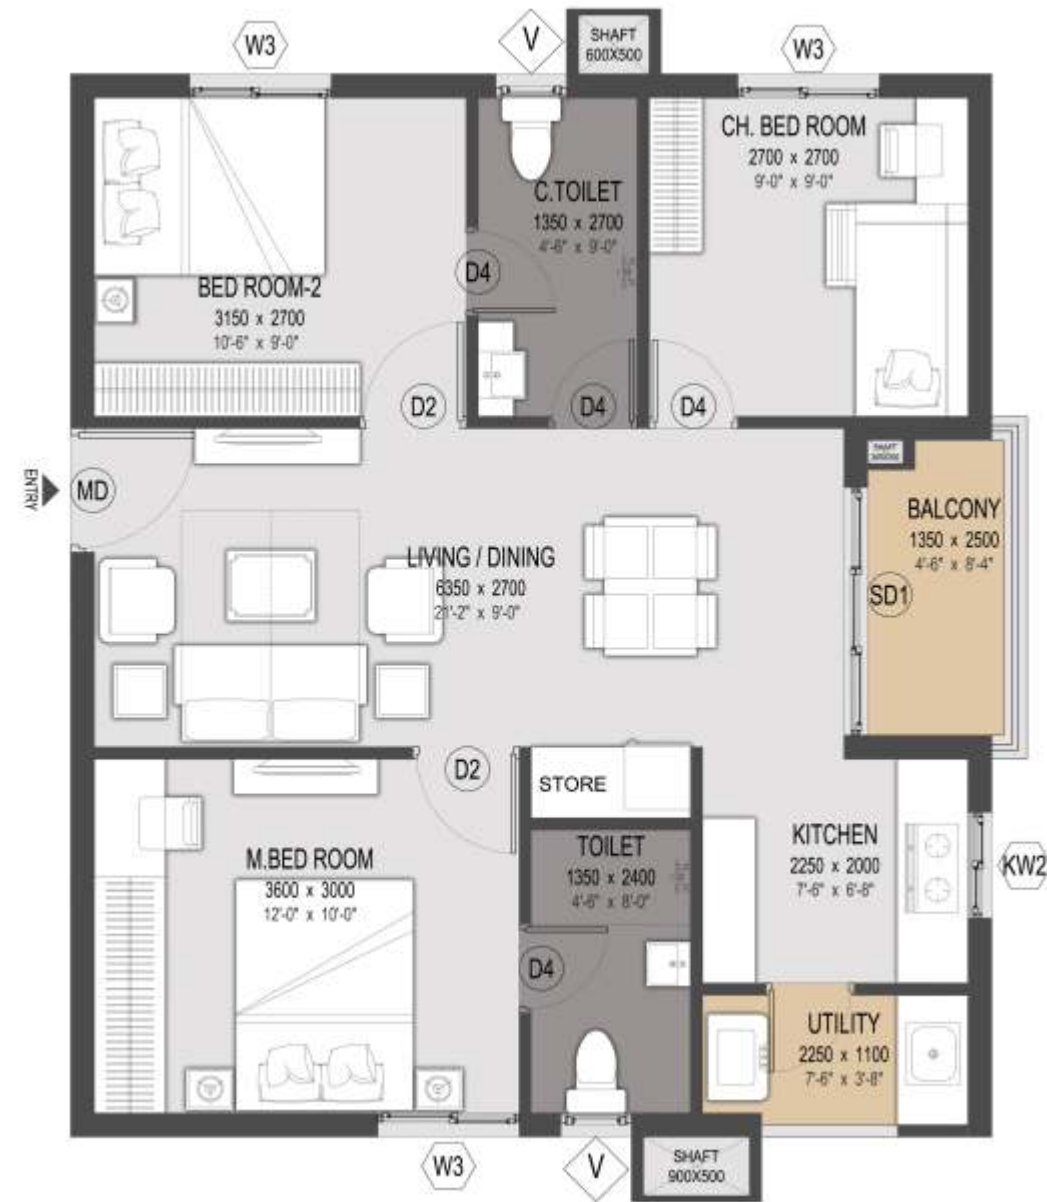 W3
V
SHAFT
600X500
W3
CH. BED ROOM
2700 x 2700
9'-0" x 9'-0"
C.TOILET
1350 x 2700
4'-6" x 9'-0"
D4
BED ROOM-2
3150 x 2700
10'-6" x 9'-0"
D2
D4
D4
ENTRY
MD
SHAFT
BALCONY
1350 x 2500
4'-6" x 8'-4"
SD1
LIVING / DINING
6350 x 2700
21'-2" x 9'-0"
D2
STORE
M.BED ROOM
3600 x 3000
12'-0" x 10'-0"
TOILET
1350 x 2400
4'-6" x 8'-0"
D4
KITCHEN
2250 x 2000
7'-6" x 6'-8"
KW2
UTILITY
2250 x 1100
7'-6" x 3'-8"
W3
V
SHAFT
900X500